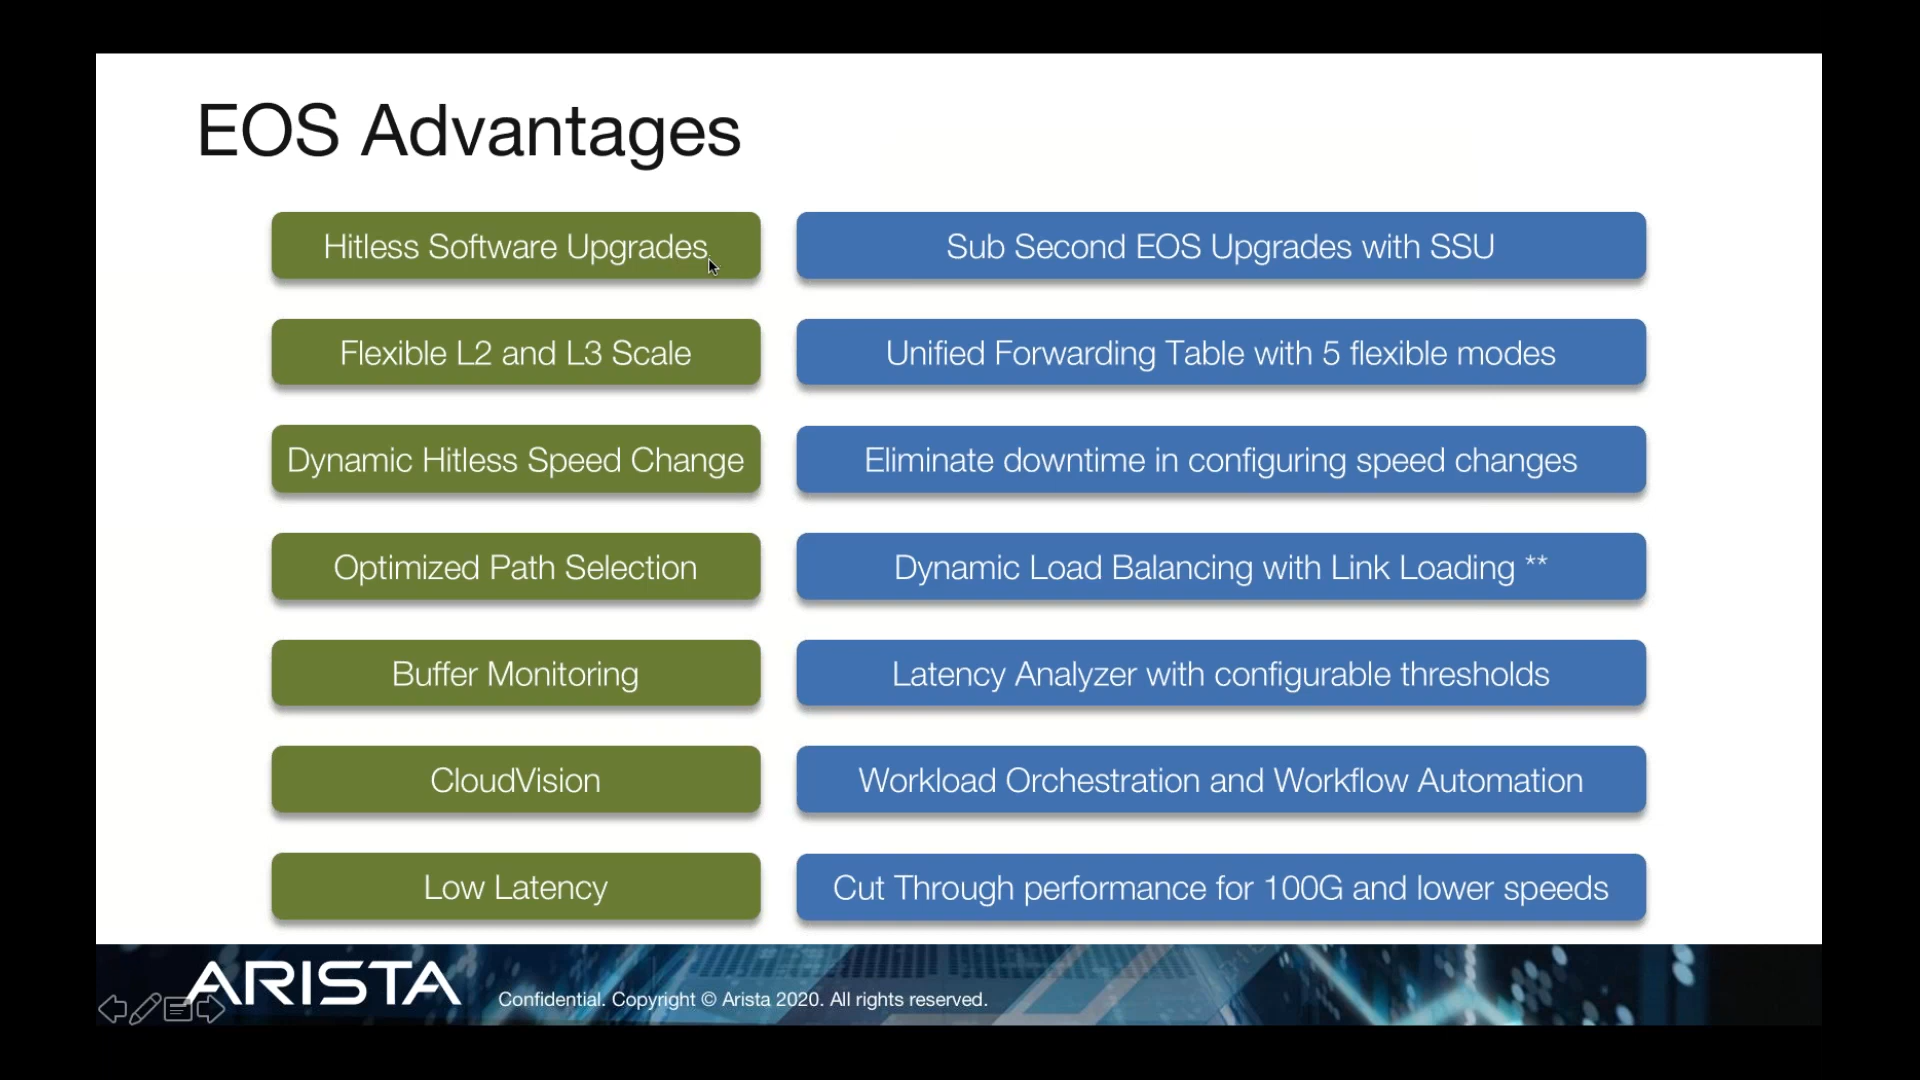 EOS Advantages
Hitless Software Upgrades
Sub Second EOS Upgrades with SSU
Flexible L2 and L3 Scale
Unified Forwarding Table with 5 flexible modes
Dynamic Hitless Speed Change
Eliminate downtime in configuring speed changes
Optimized Path Selection
Dynamic Load Balancing with Link Loading **
Buffer Monitoring
Latency Analyzer with configurable thresholds
CloudVision
Workload Orchestration and Workflow Automation
Low Latency
Cut Through performance for 100G and lower speeds
ARISTA
Confidential. Copyright © Arista 2020. All rights reserved.